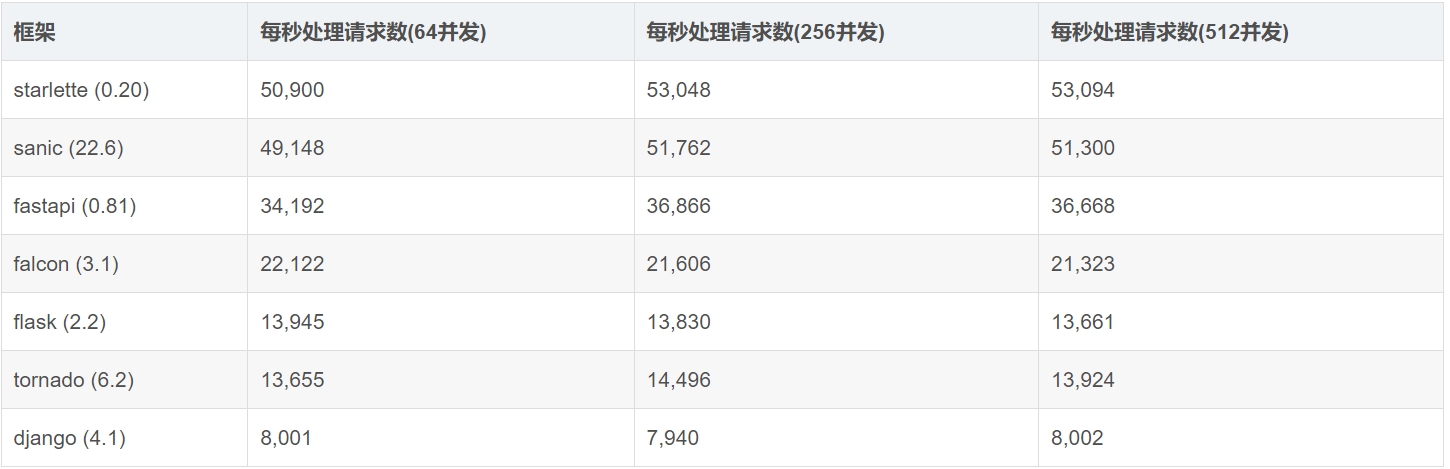 框架 每秒处理请求数(64并发) 每秒处理请求数(256并发) 每秒处理请求数(512并发)
starlette (0.20) 50,900 53,048 53,094
sanic (22.6) 49,148 51,762 51,300
fastapi (0.81) 34,192 36,866 36,668
falcon (3.1) 22,122 21,606 21,323
flask (2.2) 13,945 13,830 13,661
tornado (6.2) 13,655 14,496 13,924
django (4.1) 8,001 7,940 8,002